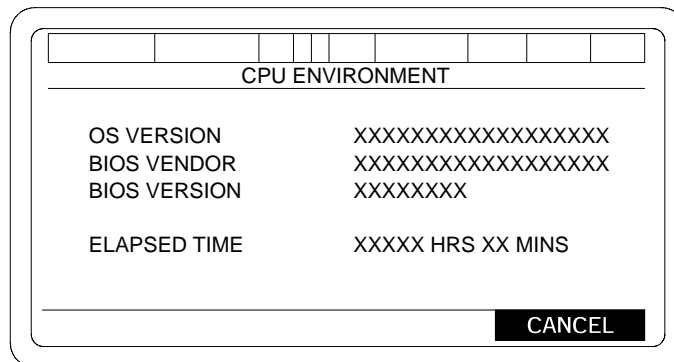 CPU ENVIRONMENT
OS VERSION XXXXXXXXXXXXXXXXXX
BIOS VENDOR XXXXXXXXXXXXXXXXXX
BIOS VERSION XXXXXXXX
ELAPSED TIME XXXXX HRS XX MINS
CANCEL